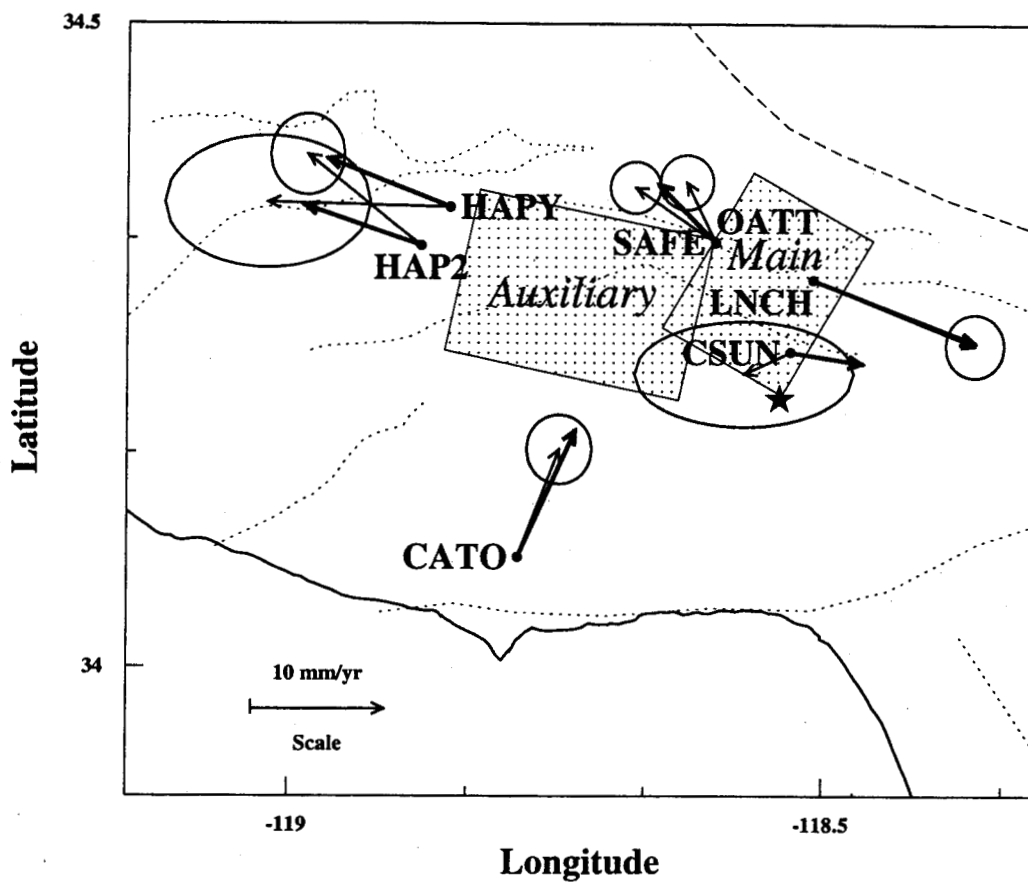 34.5
HAPY
OATT
SAFE
Main
HAP2
Auxiliary
LNCH
CSUN
Latitude
CATO
34
10 mm/yr
Scale
-119
-118.5
Longitude